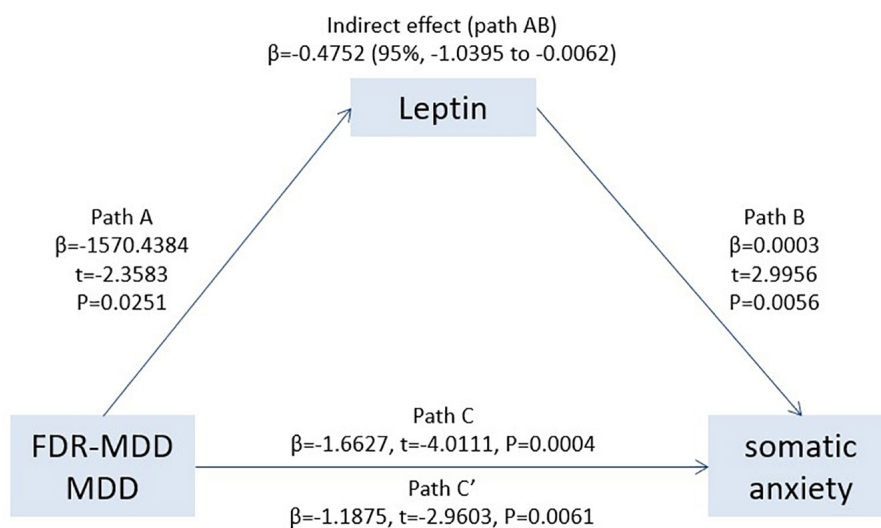 Indirect effect (path AB)
β=-0.4752 (95%, -1.0395 to -0.0062)
Leptin
Path A
β=-1570.4384
t=-2.3583
P=0.0251
Path B
β=0.0003
t=2.9956
P=0.0056
FDR-MDD
MDD
Path C
β=-1.6627, t=-4.0111, P=0.0004
Path C’
β=-1.1875, t=-2.9603, P=0.0061
somatic
anxiety